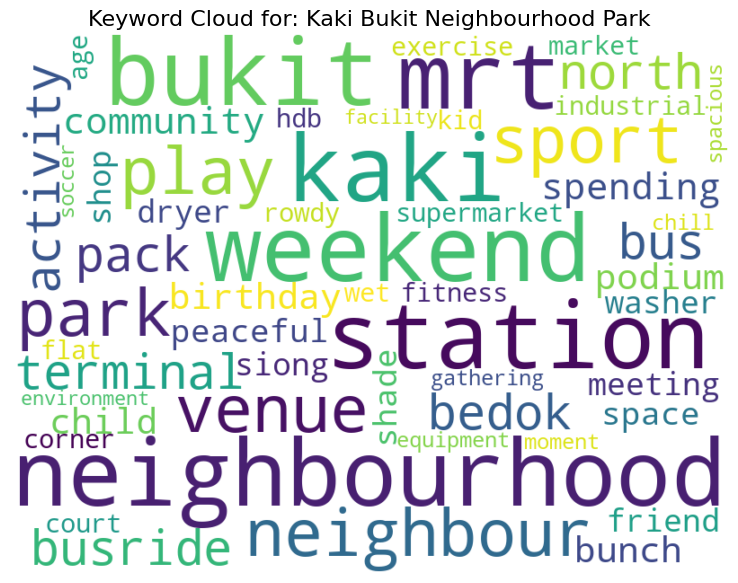 Keyword Cloud for: Kaki Bukit Neighbourhood Park
age
bukit
exercise
market
mrt
north
activity
community
hdb
facility
kid
industrial
spacious
sport
soccer
shop
play
kaki
spending
dryer
rowdy
supermarket
chill
pack
weekend
bus
podium
park
birthday
wet
fitness
washer
peaceful
station
flat
terminal
siong
shade
gathering
meeting
environment
child
venue
bedok
space
corner
equipment
moment
neighbourhood
court
neighbour
friend
busride
bunch